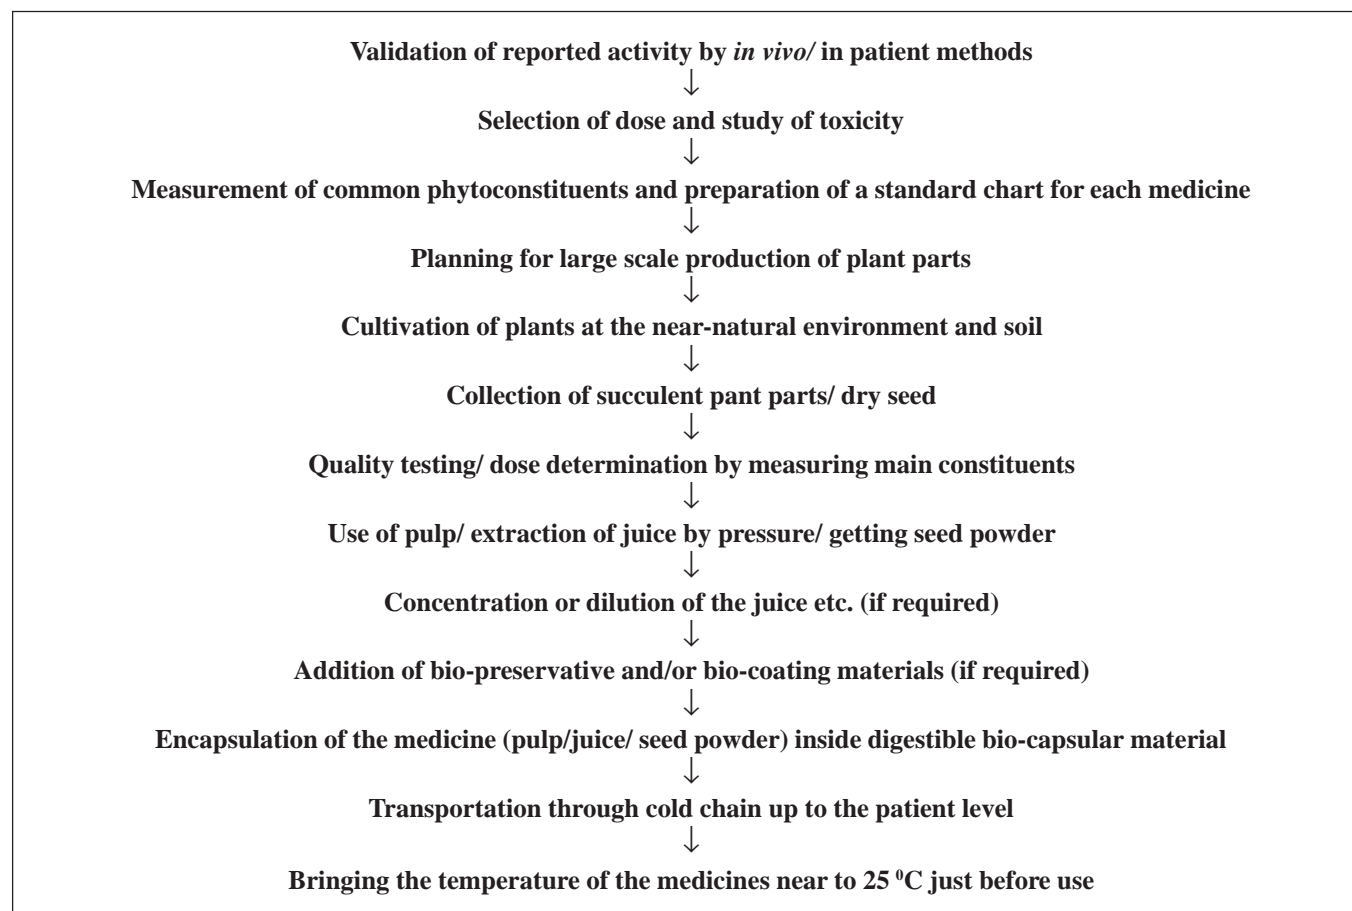 Validation of reported activity by in vivo/ in patient methods
↓
Selection of dose and study of toxicity
↓
Measurement of common phytoconstituents and preparation of a standard chart for each medicine
↓
Planning for large scale production of plant parts
↓
Cultivation of plants at the near-natural environment and soil
↓
Collection of succulent pant parts/ dry seed
↓
Quality testing/ dose determination by measuring main constituents
↓
Use of pulp/ extraction of juice by pressure/ getting seed powder
↓
Concentration or dilution of the juice etc. (if required)
↓
Addition of bio-preservative and/or bio-coating materials (if required)
↓
Encapsulation of the medicine (pulp/juice/ seed powder) inside digestible bio-capsular material
↓
Transportation through cold chain up to the patient level
↓
Bringing the temperature of the medicines near to 25 ⁰C just before use